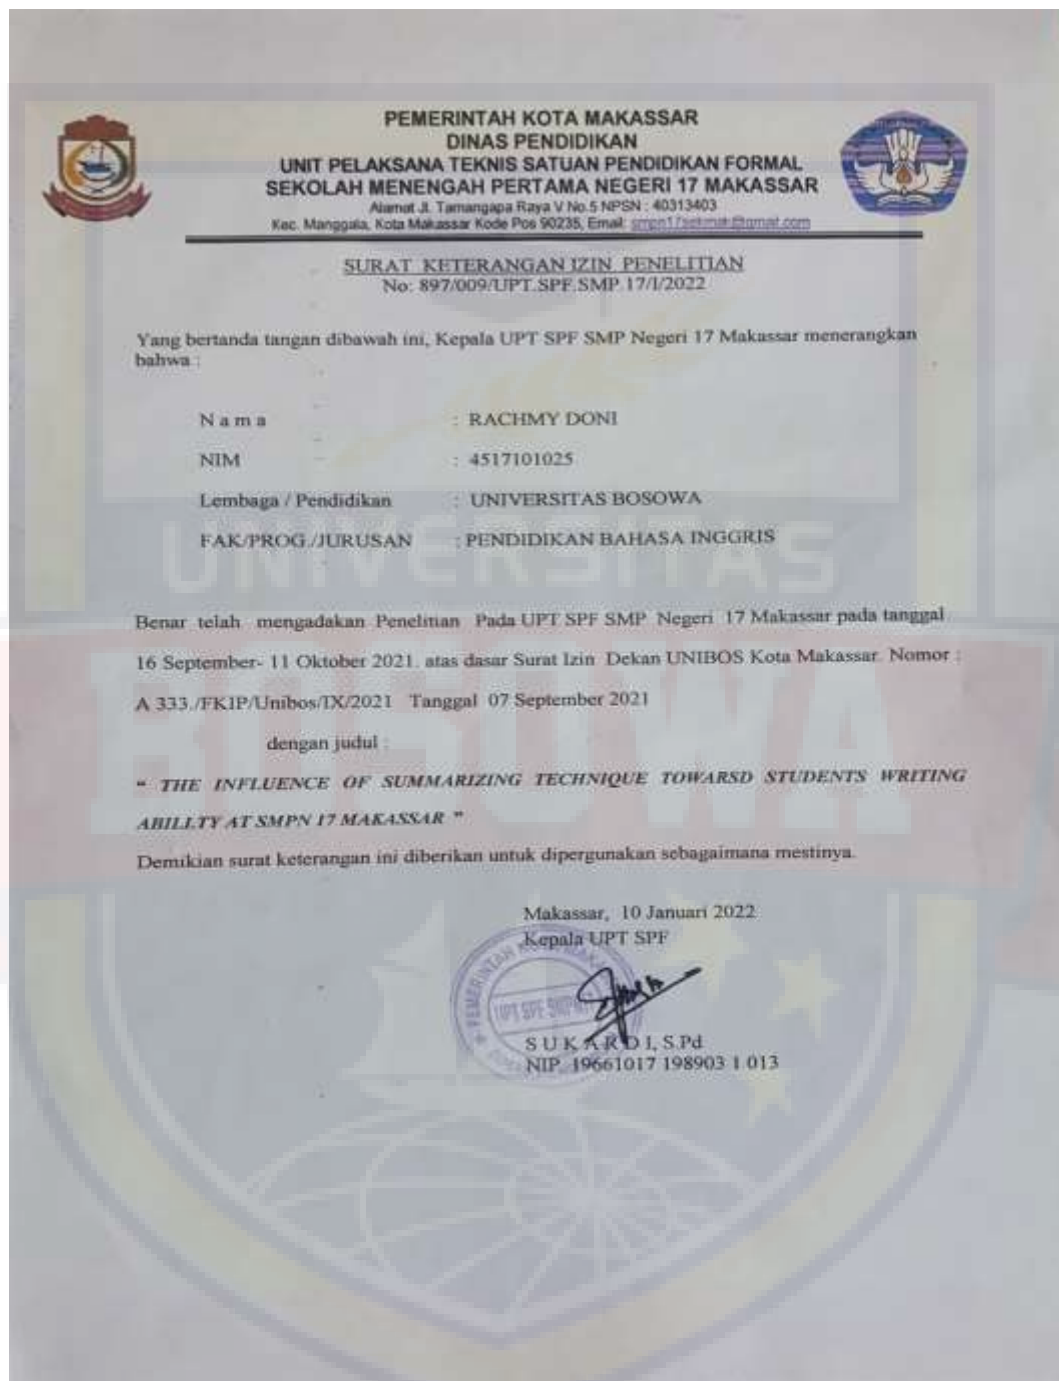 PEMERINTAH KOTA MAKASSAR
DINAS PENDIDIKAN
UNIT PELAKSANA TEKNIS SATUAN PENDIDIKAN FORMAL
SEKOLAH MENENGAH PERTAMA NEGERI 17 MAKASSAR
Alamat Jl. Tamangapa Raya V No.5 NPSN : 40313403
Kec. Manggala, Kota Makassar Kode Pos 90235, Email:
SURAT KETERANGAN IZIN PENELITIAN
No: 897/009/UPT.SPF.SMP.17/I/2022
Yang bertanda tangan dibawah ini, Kepala UPT SPF SMP Negeri 17 Makassar menerangkan
bahwa :
N a m a : RACHMY DONI
NIM : 4517101025
Lembaga / Pendidikan : UNIVERSITAS BOSOWA
FAK/PROG./JURUSAN : PENDIDIKAN BAHASA INGGRIS
UNIVERSITAS
Benar telah mengadakan Penelitian Pada UPT SPF SMP Negeri 17 Makassar pada tanggal
16 September- 11 Oktober 2021. atas dasar Surat Izin Dekan UNIBOS Kota Makassar. Nomor :
A 333./FKIP/Unibos/IX/2021 Tanggal 07 September 2021
BOSOWA
dengan judul :
“ THE INFLUENCE OF SUMMARIZING TECHNIQUE TOWARSD STUDENTS WRITING
ABILLTY AT SMPN 17 MAKASSAR ”
Demikian surat keterangan ini diberikan untuk dipergunakan sebagaimana mestinya.
Makassar, 10 Januari 2022
Kepala UPT SPF
PEMERINTAH KOTA
UPT SPF SMPN
S U K A R D I, S.Pd
NIP. 19661017 198903 1 013